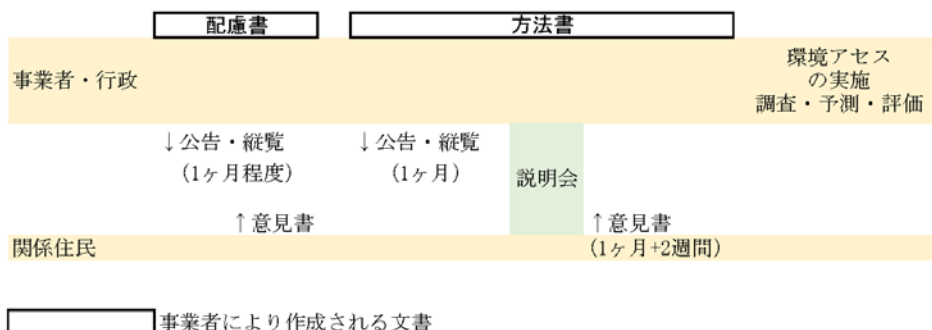 配慮書
方法書
事業者・行政
環境アセス
の実施
調査・予測・評価
↓公告・縦覧
(1ヶ月程度)
↓公告・縦覧
(1ヶ月)
説明会
↑意見書
↑意見書
(1ヶ月+2週間)
関係住民
事業者により作成される文書